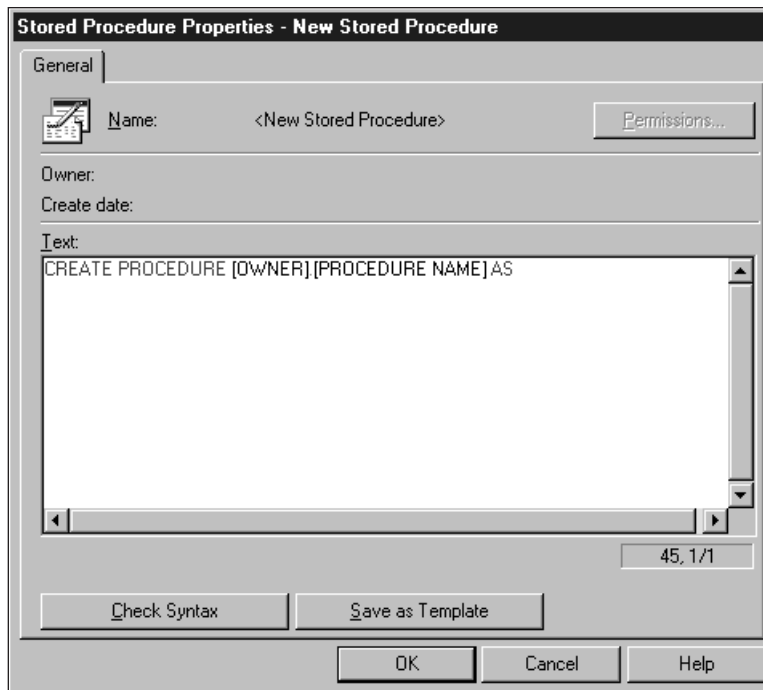 Stored Procedure Properties - New Stored Procedure
General
Name: <New Stored Procedure> Permissions...
Owner:
Create date:
Text:
CREATE PROCEDURE [OWNER].[PROCEDURE NAME] AS
45, 1/1
Check Syntax Save as Template
OK Cancel Help